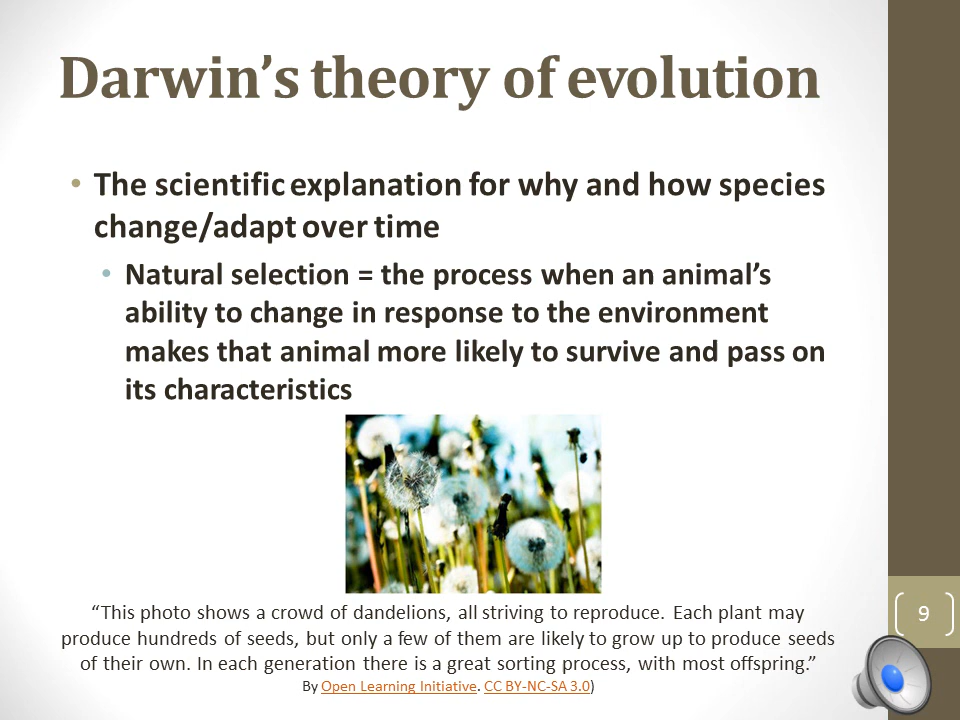 Darwin’s theory of evolution
• The scientific explanation for why and how species
change/adapt over time
• Natural selection = the process when an animal’s
ability to change in response to the environment
makes that animal more likely to survive and pass on
its characteristics
“This photo shows a crowd of dandelions, all striving to reproduce. Each plant may
produce hundreds of seeds, but only a few of them are likely to grow up to produce seeds
of their own. In each generation there is a great sorting process, with most offspring.”
By Open Learning Initiative. CC BY-NC-SA 3.0)
9